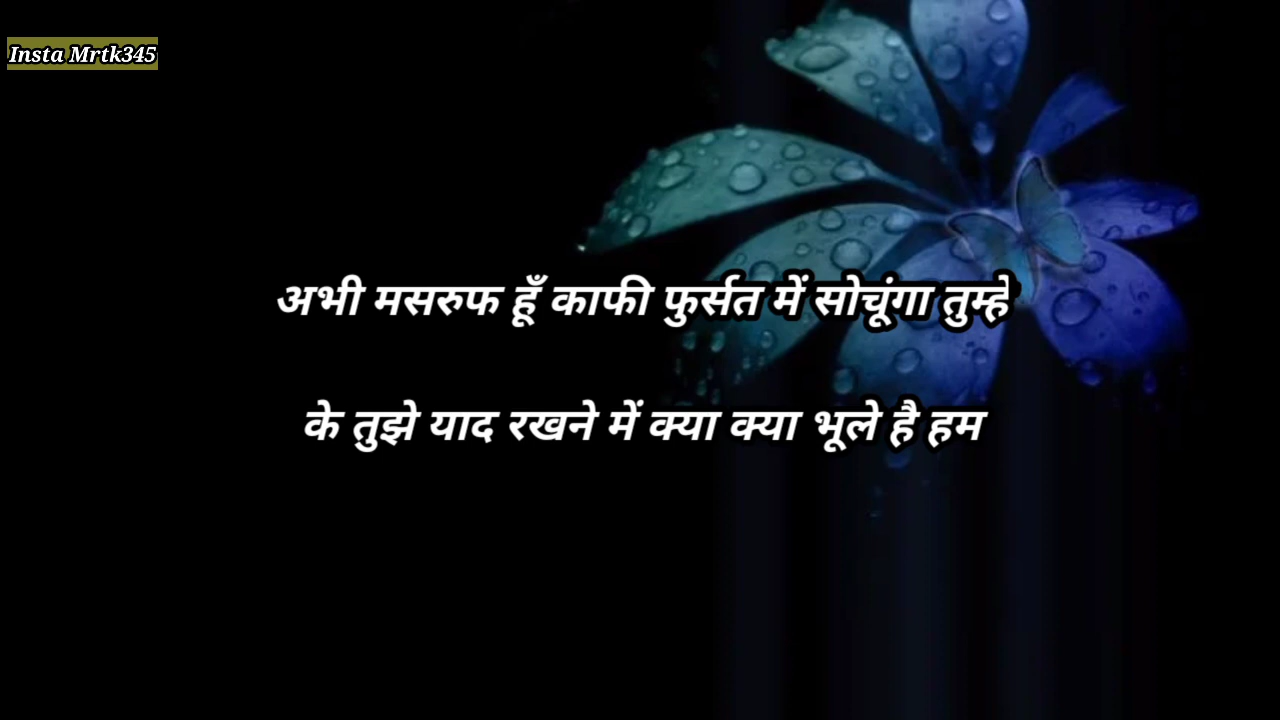 Insta Mrtk345
अभी मसरुफ हूँ काफी फुर्सत में सोचूंगा तुम्हे
के तुझे याद रखने में क्या क्या भूले है हम